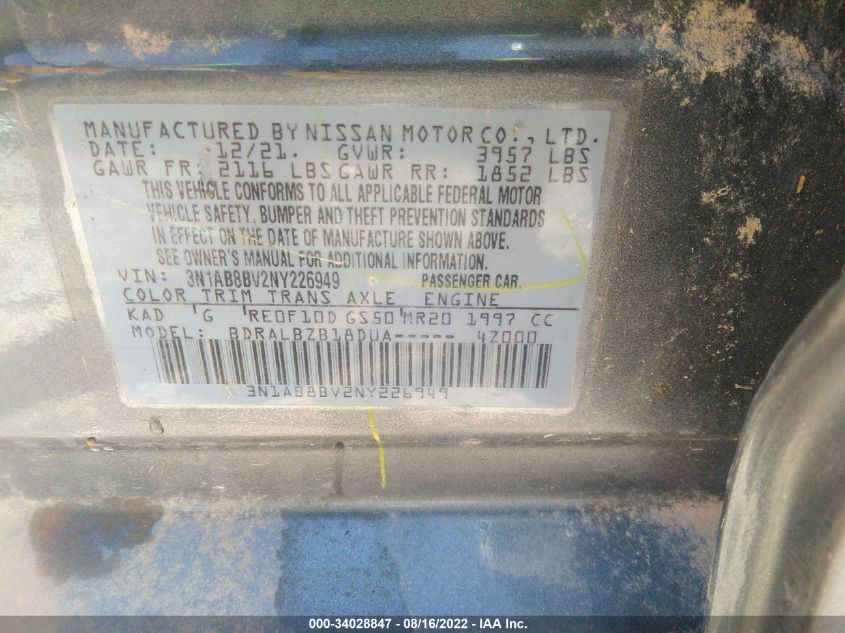 MANUFACTURED BY NISSAN MOTOR CO., LTD.
DATE: 12/21. GVWR: 3957 LBS
GAWR FR: 2116 LBS GAWR RR: 1852 LBS
THIS VEHICLE CONFORMS TO ALL APPLICABLE FEDERAL MOTOR
VEHICLE SAFETY, BUMPER AND THEFT PREVENTION STANDARDS
IN EFFECT ON THE DATE OF MANUFACTURE SHOWN ABOVE.
SEE OWNER'S MANUAL FOR ADDITIONAL INFORMATION.
VIN: 3N1AB8BV2NY226949 PASSENGER CAR.
COLOR TRIM TRANS AXLE ENGINE
KAD 'G 'RE0F10D GS50'MR20 1997 CC
MODEL: BDRALBZB18DUA----- 4Z000
3N1AB8BV2NY226949
000-34028847 - 08/16/2022 - IAA Inc.